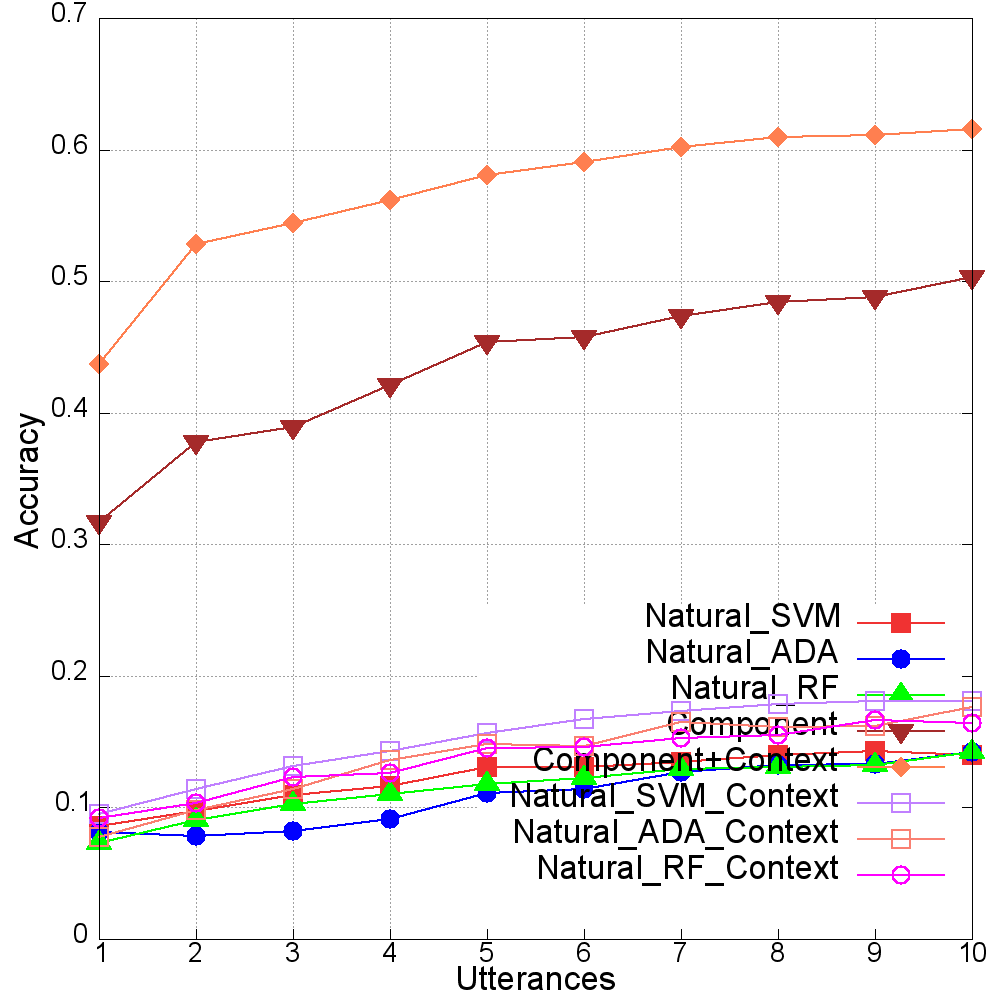 0.7
0.6
0.5
0.4
0.3
0.2
0.1
0
Accuracy
Natural_SVM
Natural_ADA
Natural_RF
Component
Component+Context
Natural_SVM_Context
Natural_ADA_Context
Natural_RF_Context
1 2 3 4 5 6 7 8 9 10
Utterances